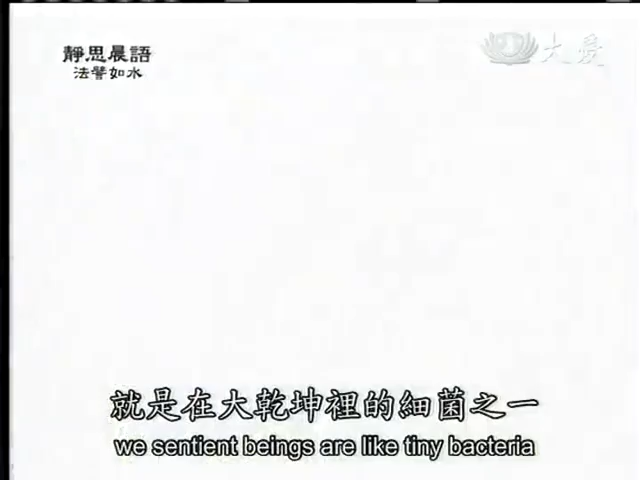 靜思晨語
法譬如水
大愛
就是在大乾坤裡的細菌之一
we sentient beings are like tiny bacteria